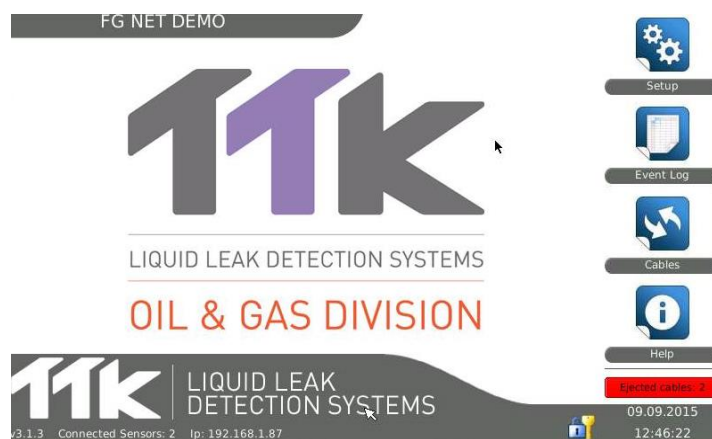 FG NET DEMO
TTK
LIQUID LEAK DETECTION SYSTEMS
OIL & GAS DIVISION
Setup
Event Log
Cables
Help
Ejected cables: 2
TTK LIQUID LEAK
DETECTION SYSTEMS
v3.1.3 Connected Sensors: 2 Ip: 192.168.1.87
09.09.2015
12:46:22